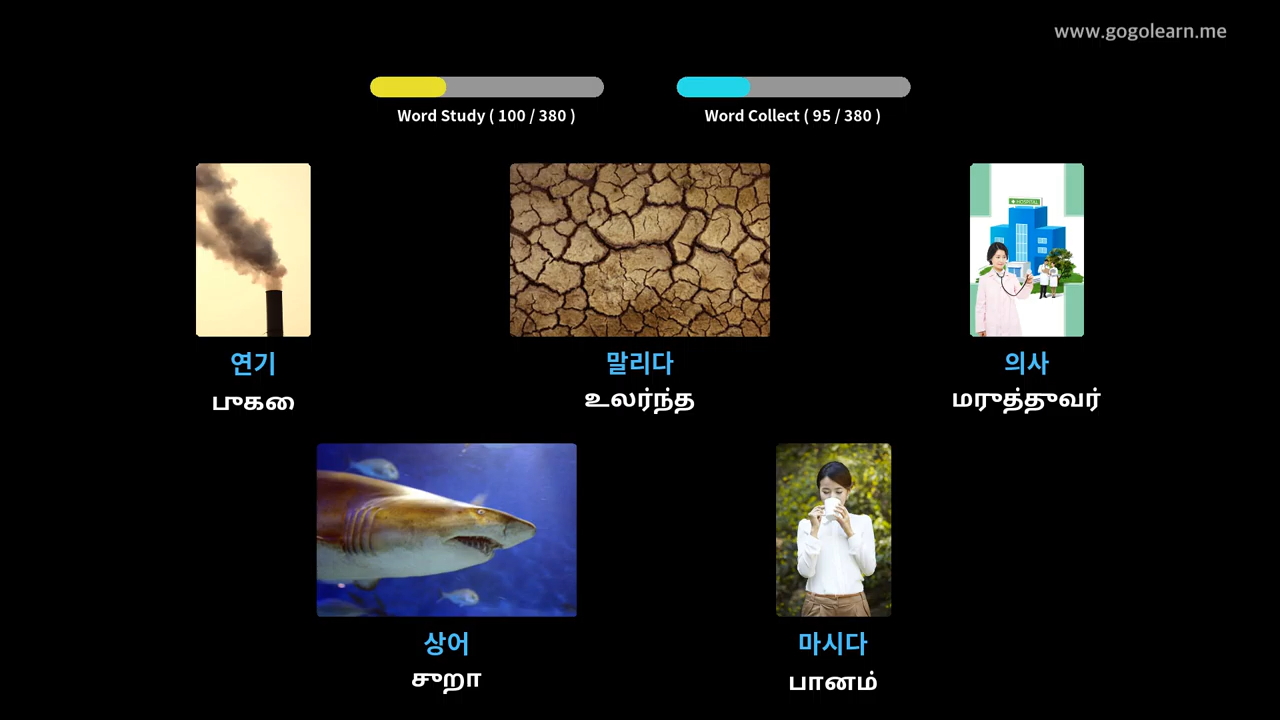 www.gogolearn.me
Word Study ( 100 / 380 )
Word Collect ( 95 / 380 )
HOSPITAL
연기
புகை
말리다
உலர்ந்த
의사
மருத்துவர்
상어
சுறா
마시다
பானம்